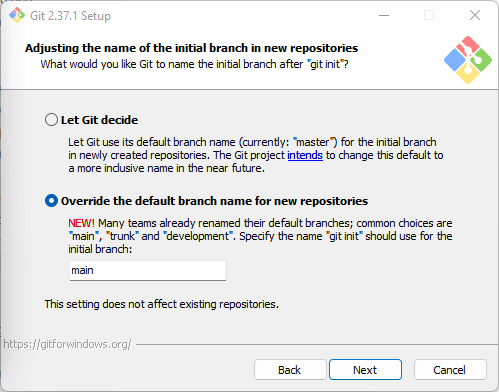 Git 2.37.1 Setup
Adjusting the name of the initial branch in new repositories
What would you like Git to name the initial branch after "git init"?
Let Git decide
Let Git use its default branch name (currently: "master") for the initial branch
in newly created repositories. The Git project intends to change this default to
a more inclusive name in the near future.
Override the default branch name for new repositories
NEW! Many teams already renamed their default branches; common choices are
"main", "trunk" and "development". Specify the name "git init" should use for the
initial branch:
main
This setting does not affect existing repositories.
https://gitforwindows.org/
Back
Next
Cancel